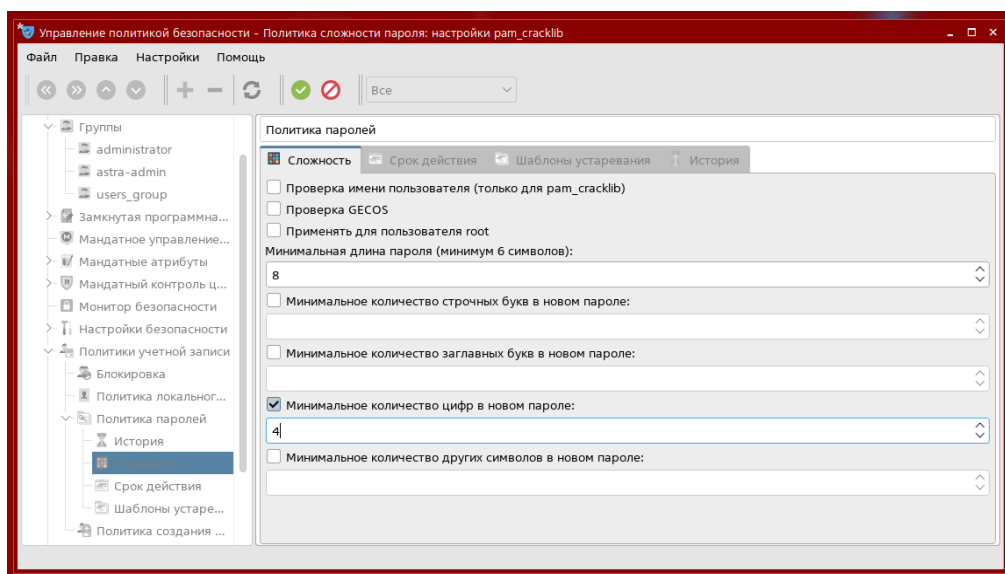 Управление политикой безопасности - Политика сложности пароля: настройки pam_cracklib
Файл Правка Настройки Помощь
Все
Группы
administrator
astra-admin
users_group
Замкнутая программна...
Мандатное управление...
Мандатные атрибуты
Мандатный контроль ц...
Монитор безопасности
Настройки безопасности
Политики учетной записи
Блокировка
Политика локальног...
Политика паролей
История
Срок действия
Шаблоны устаре...
Политика создания ...
Политика паролей
Сложность Срок действия Шаблоны устаревания История
Проверка имени пользователя (только для pam_cracklib)
Проверка GECOS
Применять для пользователя root
Минимальная длина пароля (минимум 6 символов):
8
Минимальное количество строчных букв в новом пароле:
Минимальное количество заглавных букв в новом пароле:
Минимальное количество цифр в новом пароле:
4
Минимальное количество других символов в новом пароле: